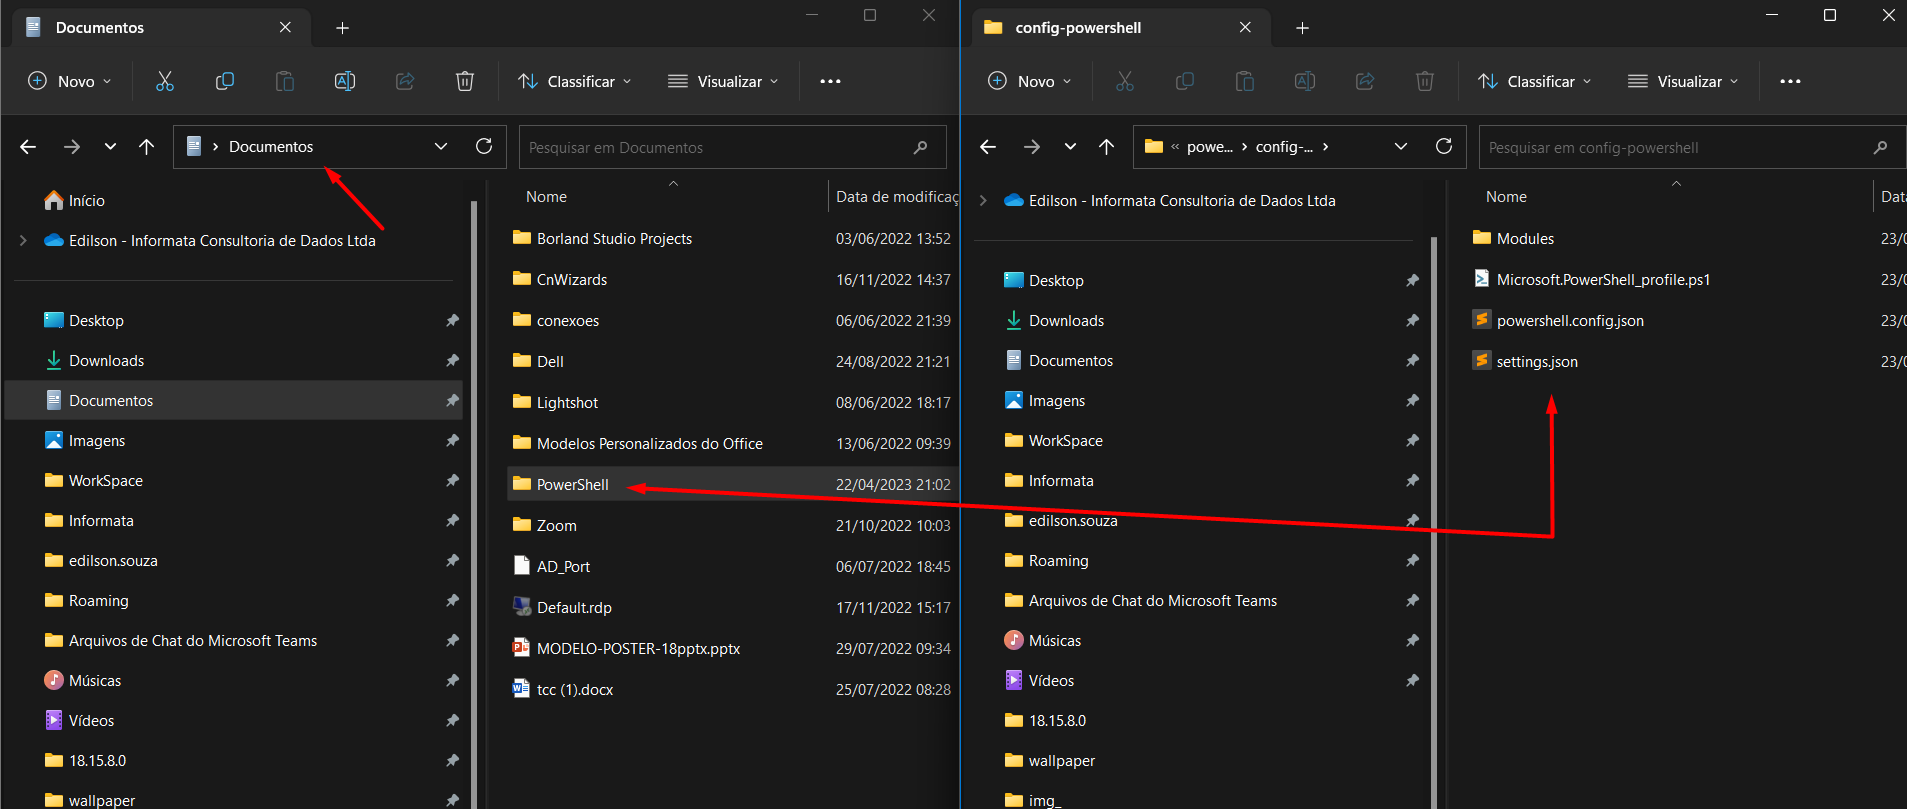 Documentos
Novo
Classificar
Visualizar
Documentos
Pesquisar em Documentos
Início
Edilson - Informata Consultoria de Dados Ltda
Desktop
Downloads
Documentos
Imagens
WorkSpace
Informata
edilson.souza
Roaming
Arquivos de Chat do Microsoft Teams
Músicas
Vídeos
18.15.8.0
wallpaper
Nome Data de modificaç
Borland Studio Projects 03/06/2022 13:52
CnWizards 16/11/2022 14:37
conexoes 06/06/2022 21:39
Dell 24/08/2022 21:21
Lightshot 08/06/2022 18:17
Modelos Personalizados do Office 13/06/2022 09:39
PowerShell 22/04/2023 21:02
Zoom 21/10/2022 10:03
AD_Port 06/07/2022 18:45
Default.rdp 17/11/2022 15:17
MODELO-POSTER-18pptx.pptx 29/07/2022 09:34
tcc (1).docx 25/07/2022 08:28
config-powershell
Novo
Classificar
Visualizar
« powe... > config-... >
Pesquisar em config-powershell
Edilson - Informata Consultoria de Dados Ltda
Desktop
Downloads
Documentos
Imagens
WorkSpace
Informata
edilson.souza
Roaming
Arquivos de Chat do Microsoft Teams
Músicas
Vídeos
18.15.8.0
wallpaper
img_
Nome Data
Modules 23/0
Microsoft.PowerShell_profile.ps1 23/0
powershell.config.json 23/0
settings.json 23/0